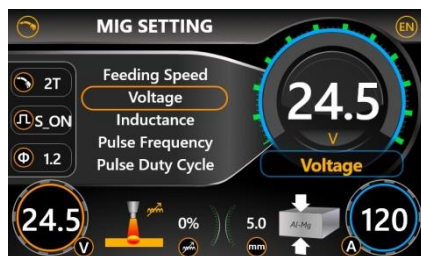 MIG SETTING
EN
2T
S_ON
Φ 1.2
Feeding Speed
Voltage
Inductance
Pulse Frequency
Pulse Duty Cycle
24.5
V
Voltage
24.5
V
0%
5.0
mm
Al-Mg
120
A